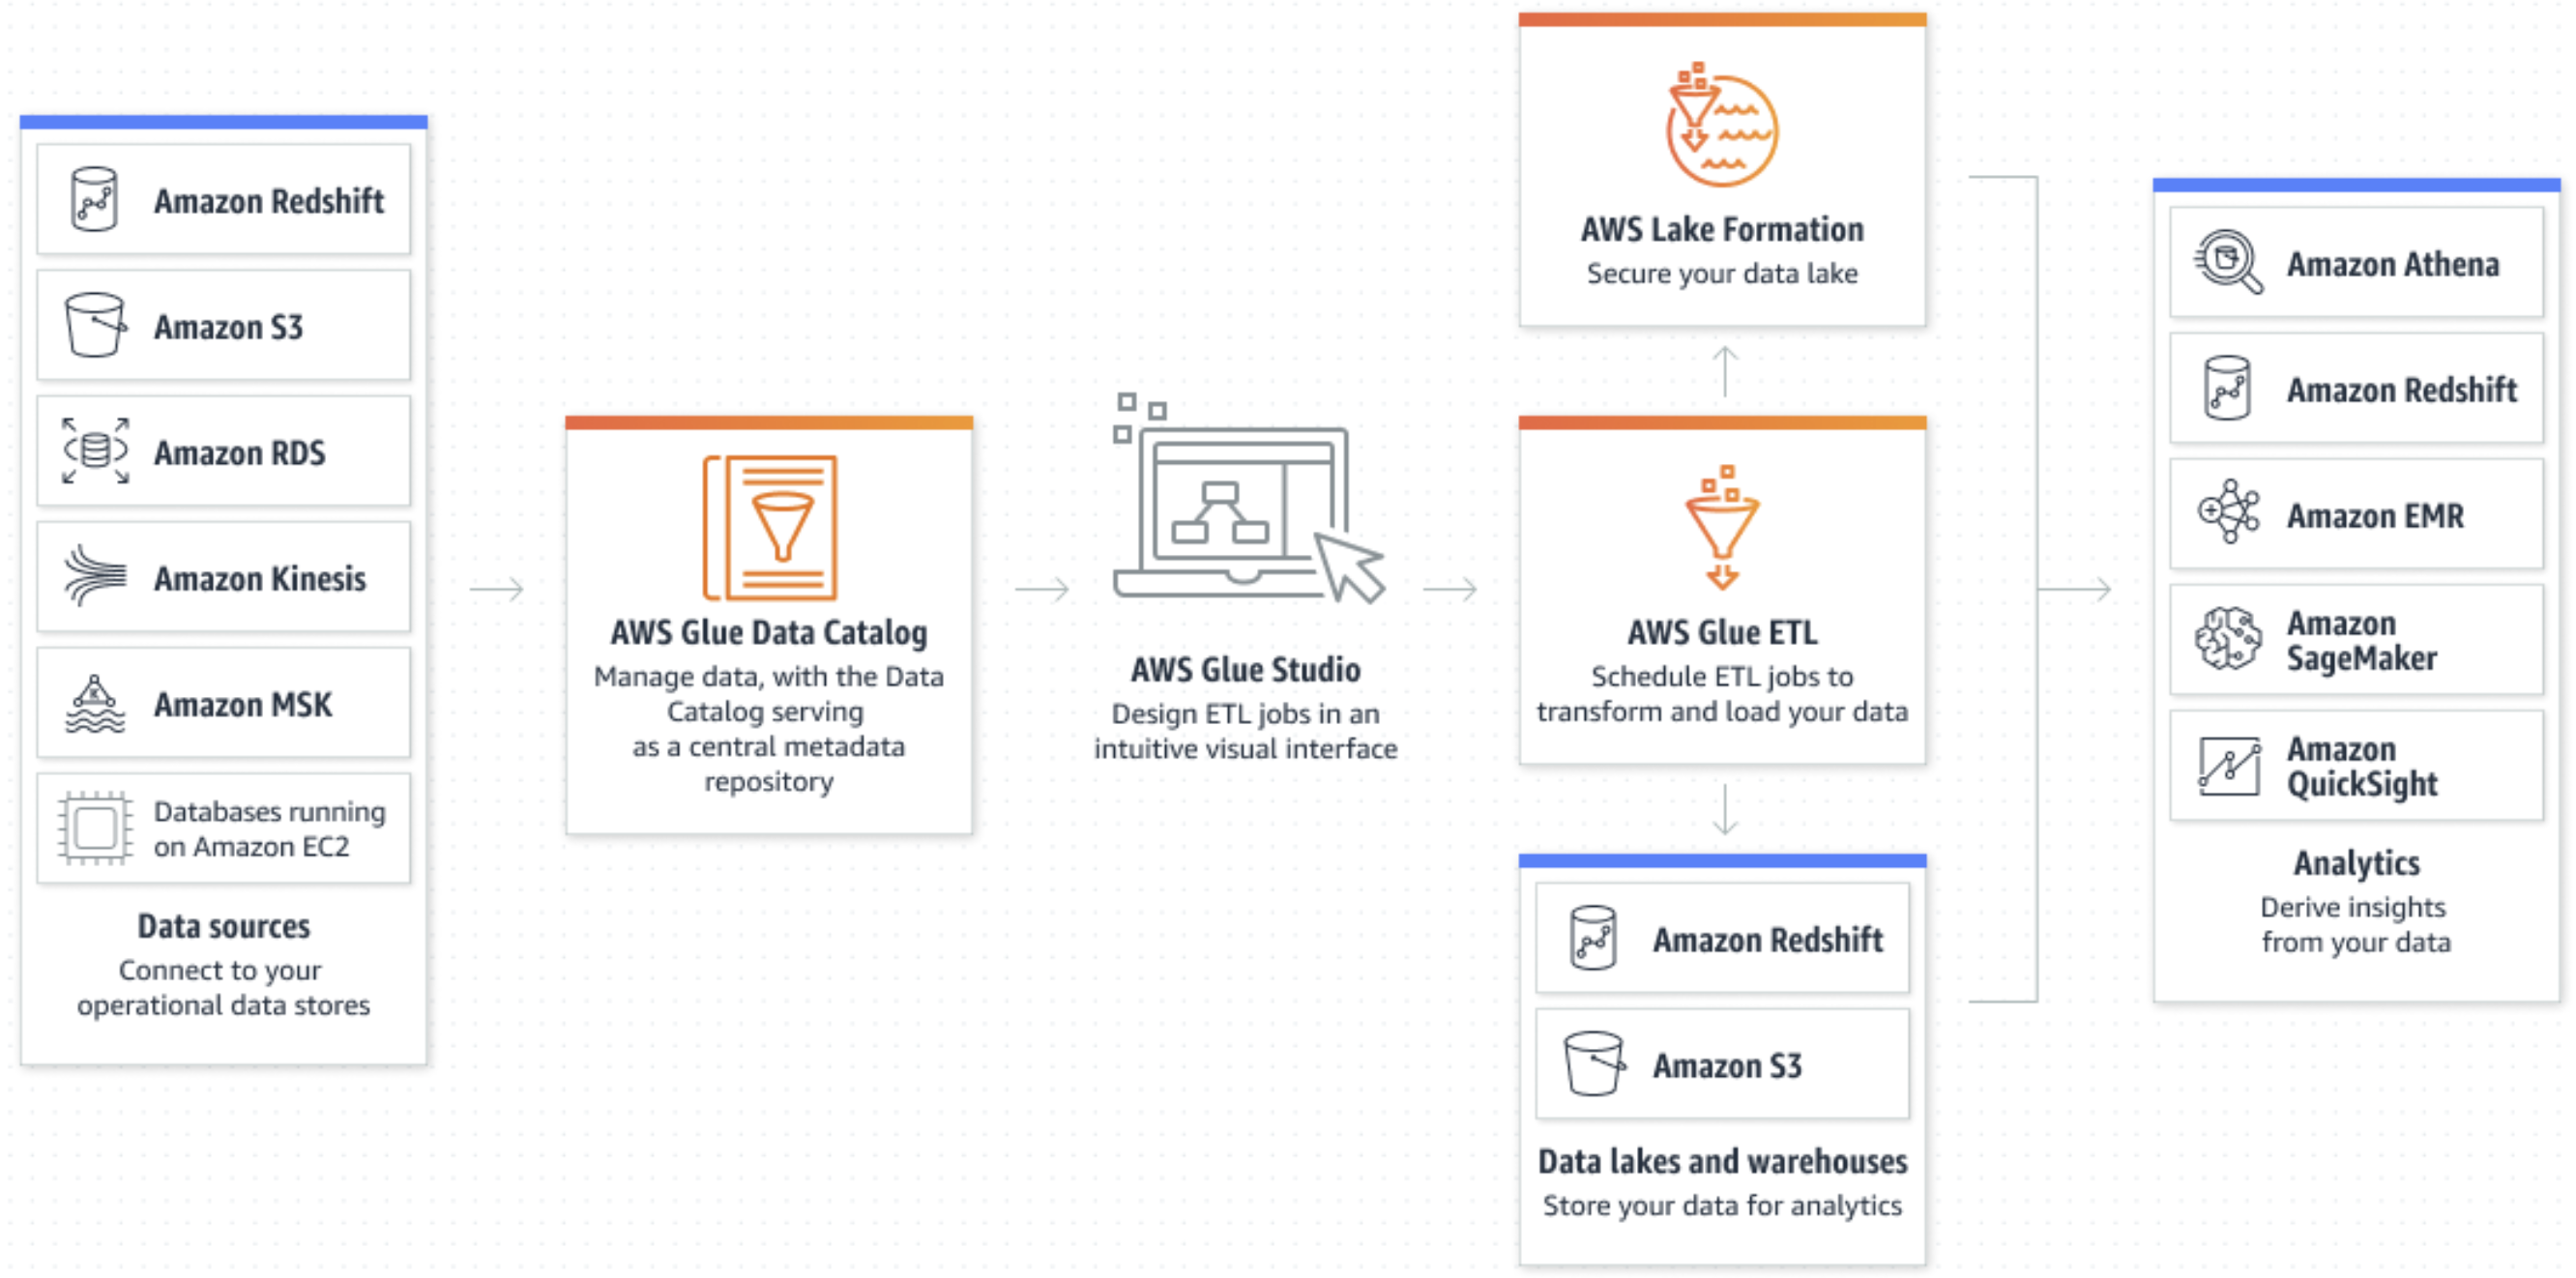 Amazon Redshift
Amazon S3
Amazon RDS
Amazon Kinesis
Amazon MSK
Databases running
on Amazon EC2
Data sources
Connect to your
operational data stores
AWS Glue Data Catalog
Manage data, with the Data
Catalog serving
as a central metadata
repository
AWS Glue Studio
Design ETL jobs in an
intuitive visual interface
AWS Lake Formation
Secure your data lake
AWS Glue ETL
Schedule ETL jobs to
transform and load your data
Amazon Redshift
Amazon S3
Data lakes and warehouses
Store your data for analytics
Amazon Athena
Amazon Redshift
Amazon EMR
Amazon
SageMaker
Amazon
QuickSight
Analytics
Derive insights
from your data